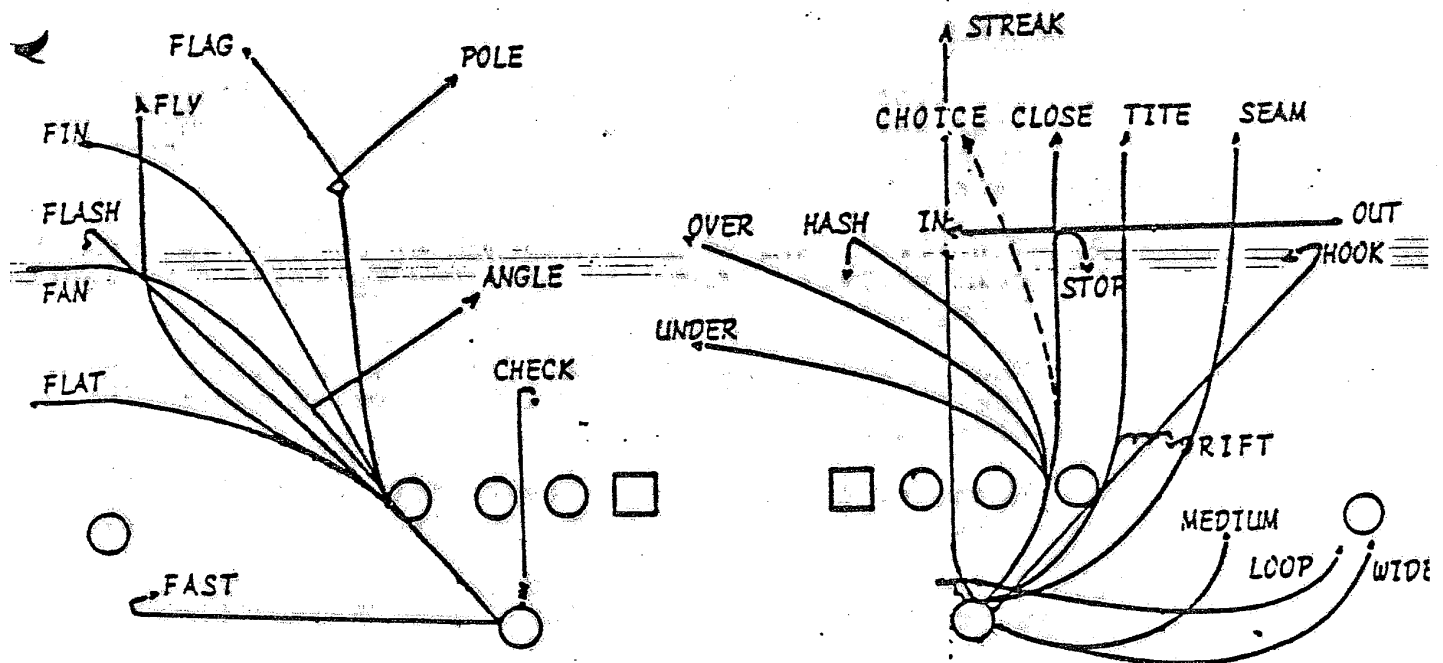 FLAG
POLE
FLY
FIN
FLASH
FAN
ANGLE
FLAT
CHECK
FAST
STREAK
CHOICE CLOSE TITE SEAM
OVER HASH IN OUT
HOOK
STOP
UNDER
RIFT
MEDIUM
LOOP WIDE